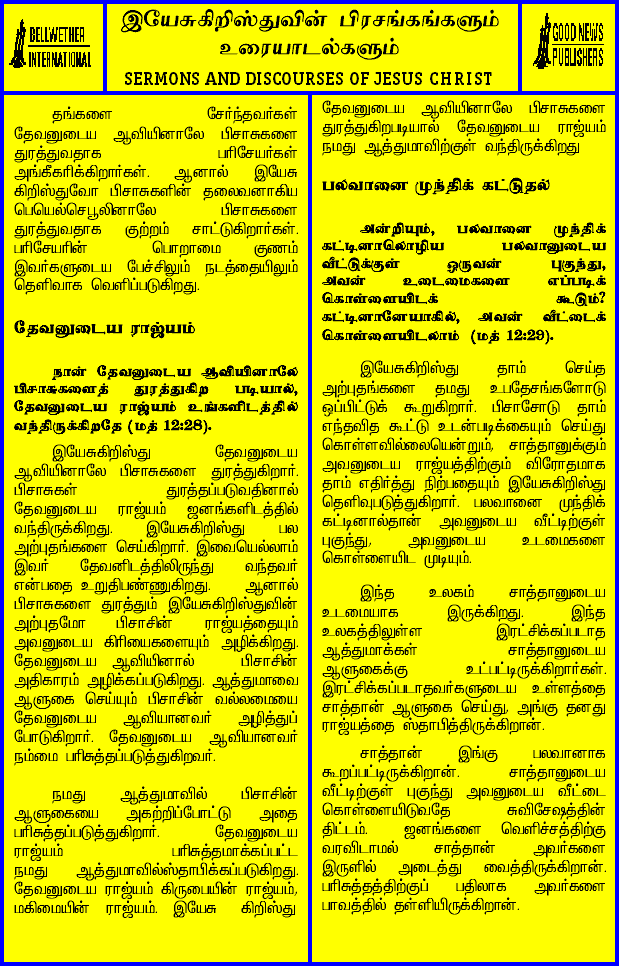 BELLWETHER
INTERNATIONAL
இயேசுகிறிஸ்துவின் பிரசங்கங்களும்
உரையாடல்களும்
SERMONS AND DISCOURSES OF JESUS CHRIST
GOOD NEWS
PUBLISHERS
தங்களை சேர்ந்தவர்கள்
தேவனுடைய ஆவியினாலே பிசாசுகளை
துரத்துவதாக பரிசேயர்கள்
அங்கீகரிக்கிறார்கள். ஆனால் இயேசு
கிறிஸ்துவோ பிசாசுகளின் தலைவனாகிய
பெயெல்செபூலினாலே பிசாசுகளை
துரத்துவதாக குற்றம் சாட்டுகிறார்கள்.
பரிசேயரின் பொறாமை குணம்
இவர்களுடைய பேச்சிலும் நடத்தையிலும்
தெளிவாக வெளிப்படுகிறது.
தேவனுடைய ராஜ்யம்
நான் தேவனுடைய ஆவியினாலே
பிசாசுகளைத் துரத்துகிற படியால்,
தேவனுடைய ராஜ்யம் உங்களிடத்தில்
வந்திருக்கிறதே (மத் 12:28).
இயேசுகிறிஸ்து தேவனுடைய
ஆவியினாலே பிசாசுகளை துரத்துகிறார்.
பிசாசுகள் துரத்தப்படுவதினால்
தேவனுடைய ராஜ்யம் ஜனங்களிடத்தில்
வந்திருக்கிறது. இயேசுகிறிஸ்து பல
அற்புதங்களை செய்கிறார். இவையெல்லாம்
இவர் தேவனிடத்திலிருந்து வந்தவர்
என்பதை உறுதிபண்ணுகிறது. ஆனால்
பிசாசுகளை துரத்தும் இயேசுகிறிஸ்துவின்
அற்புதமோ பிசாசின் ராஜ்யத்தையும்
அவனுடைய கிரியைகளையும் அழிக்கிறது.
தேவனுடைய ஆவியினால் பிசாசின்
அதிகாரம் அழிக்கப்படுகிறது. ஆத்துமாவை
ஆளுகை செய்யும் பிசாசின் வல்லமையை
தேவனுடைய ஆவியானவர் அழித்துப்
போடுகிறார். தேவனுடைய ஆவியானவர்
நம்மை பரிசுத்தப்படுத்துகிறவர்.
நமது ஆத்துமாவில் பிசாசின்
ஆளுகையை அகற்றிப்போட்டு அதை
பரிசுத்தப்படுத்துகிறார். தேவனுடைய
ராஜ்யம் பரிசுத்தமாக்கப்பட்ட
நமது ஆத்துமாவில்ஸ்தாபிக்கப்படுகிறது.
தேவனுடைய ராஜ்யம் கிருபையின் ராஜ்யம்,
மகிமையின் ராஜ்யம். இயேசு கிறிஸ்து
தேவனுடைய ஆவியினாலே பிசாசுகளை
துரத்துகிறபடியால் தேவனுடைய ராஜ்யம்
நமது ஆத்துமாவிற்குள் வந்திருக்கிறது
பலவானை முந்திக் கட்டுதல்
அன்றியும், பலவானை முந்திக்
கட்டினாலொழிய பலவானுடைய
வீட்டுக்குள் ஒருவன் புகுந்து,
அவன் உடைமைகளை எப்படிக்
கொள்ளையிடக் கூடும்?
கட்டினானேயாகில், அவன் வீட்டைக்
கொள்ளையிடலாம் (மத் 12:29).
இயேசுகிறிஸ்து தாம் செய்த
அற்புதங்களை தமது உபதேசங்களோடு
ஒப்பிட்டுக் கூறுகிறார். பிசாசோடு தாம்
எந்தவித கூட்டு உடன்படிக்கையும் செய்து
கொள்ளவில்லையென்றும், சாத்தானுக்கும்
அவனுடைய ராஜ்யத்திற்கும் விரோதமாக
தாம் எதிர்த்து நிற்பதையும் இயேசுகிறிஸ்து
தெளிவுபடுத்துகிறார். பலவானை முந்திக்
கட்டினால்தான் அவனுடைய வீட்டிற்குள்
புகுந்து, அவனுடைய உடமைகளை
கொள்ளையிட முடியும்.
இந்த உலகம் சாத்தானுடைய
உடமையாக இருக்கிறது. இந்த
உலகத்திலுள்ள இரட்சிக்கப்படாத
ஆத்துமாக்கள் சாத்தானுடைய
ஆளுகைக்கு உட்பட்டிருக்கிறார்கள்.
இரட்சிக்கப்படாதவர்களுடைய உள்ளத்தை
சாத்தான் ஆளுகை செய்து, அங்கு தனது
ராஜ்யத்தை ஸ்தாபித்திருக்கிறான்.
சாத்தான் இங்கு பலவானாக
கூறப்பட்டிருக்கிறான். சாத்தானுடைய
வீட்டிற்குள் புகுந்து அவனுடைய வீட்டை
கொள்ளையிடுவதே சுவிசேஷத்தின்
திட்டம். ஜனங்களை வெளிச்சத்திற்கு
வரவிடாமல் சாத்தான் அவர்களை
இருளில் அடைத்து வைத்திருக்கிறான்.
பரிசுத்தத்திற்குப் பதிலாக அவர்களை
பாவத்தில் தள்ளியிருக்கிறான்.